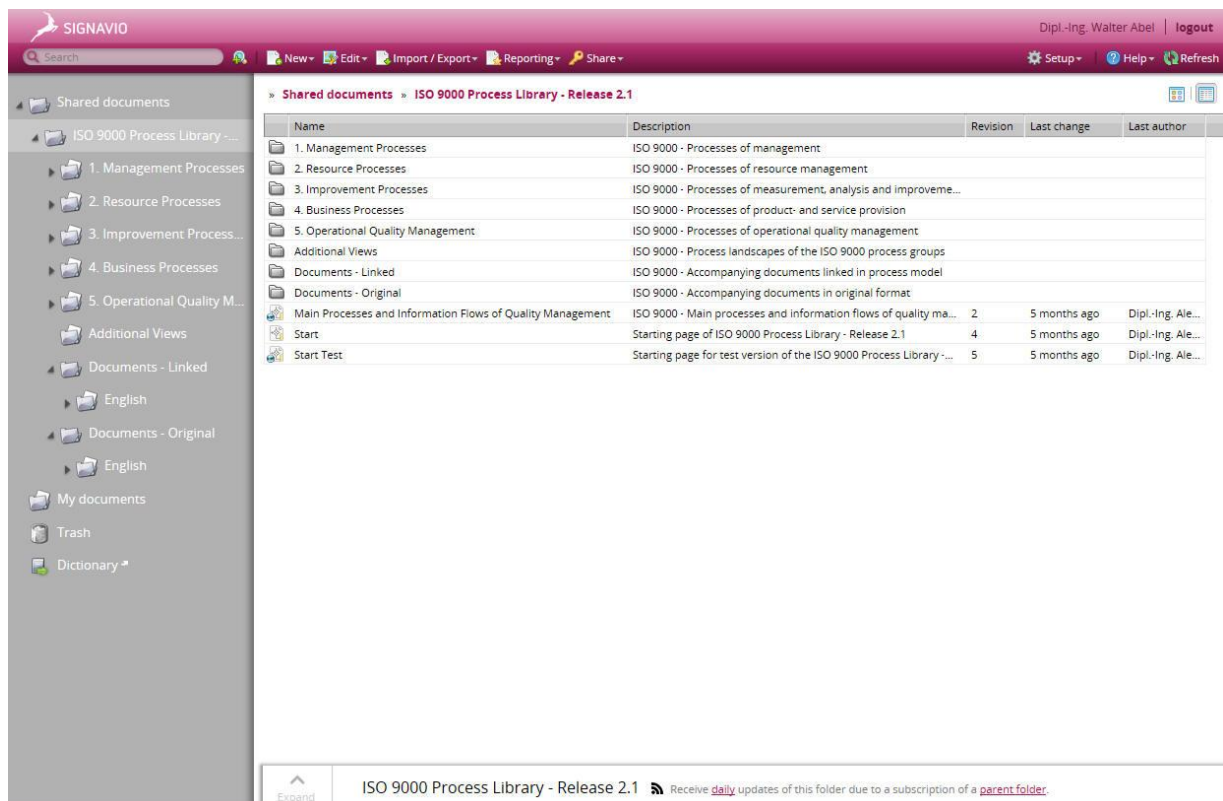 SIGNAVIO
Dipl.-Ing. Walter Abel | logout
Search
New Edit Import / Export Reporting Share
Setup Help Refresh
Shared documents
ISO 9000 Process Library -...
1. Management Processes
2. Resource Processes
3. Improvement Process...
4. Business Processes
5. Operational Quality M...
Additional Views
Documents - Linked
English
Documents - Original
English
My documents
Trash
Dictionary
» Shared documents » ISO 9000 Process Library - Release 2.1
Name Description Revision Last change Last author
1. Management Processes ISO 9000 - Processes of management
2. Resource Processes ISO 9000 - Processes of resource management
3. Improvement Processes ISO 9000 - Processes of measurement, analysis and improveme...
4. Business Processes ISO 9000 - Processes of product- and service provision
5. Operational Quality Management ISO 9000 - Processes of operational quality management
Additional Views ISO 9000 - Process landscapes of the ISO 9000 process groups
Documents - Linked ISO 9000 - Accompanying documents linked in process model
Documents - Original ISO 9000 - Accompanying documents in original format
Main Processes and Information Flows of Quality Management ISO 9000 - Main processes and information flows of quality ma... 2 5 months ago Dipl.-Ing. Ale...
Start Starting page of ISO 9000 Process Library - Release 2.1 4 5 months ago Dipl.-Ing. Ale...
Start Test Starting page for test version of the ISO 9000 Process Library -... 5 5 months ago Dipl.-Ing. Ale...
Expand
ISO 9000 Process Library - Release 2.1 Receive daily updates of this folder due to a subscription of a parent folder.